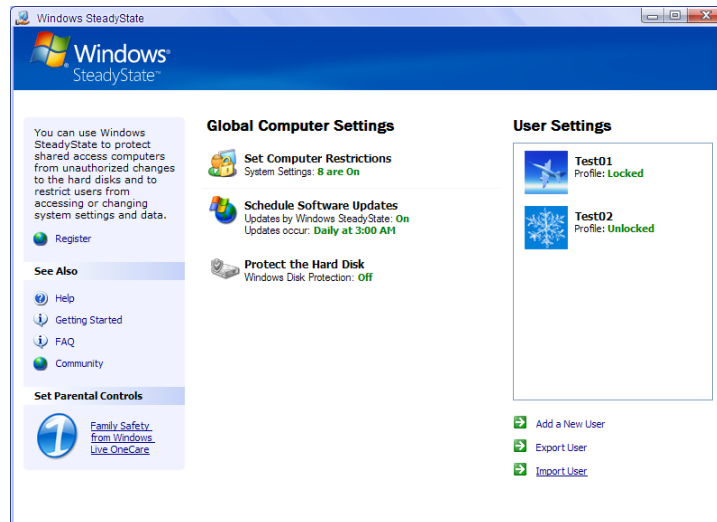 Windows SteadyState
Windows®
SteadyState™
You can use Windows
SteadyState to protect
shared access computers
from unauthorized changes
to the hard disks and to
restrict users from
accessing or changing
system settings and data.
Register
See Also
Help
Getting Started
FAQ
Community
Set Parental Controls
Family Safety
from Windows
Live OneCare
Global Computer Settings
Set Computer Restrictions
System Settings: 8 are On
Schedule Software Updates
Updates by Windows SteadyState: On
Updates occur: Daily at 3:00 AM
Protect the Hard Disk
Windows Disk Protection: Off
User Settings
Test01
Profile: Locked
Test02
Profile: Unlocked
Add a New User
Export User
Import User